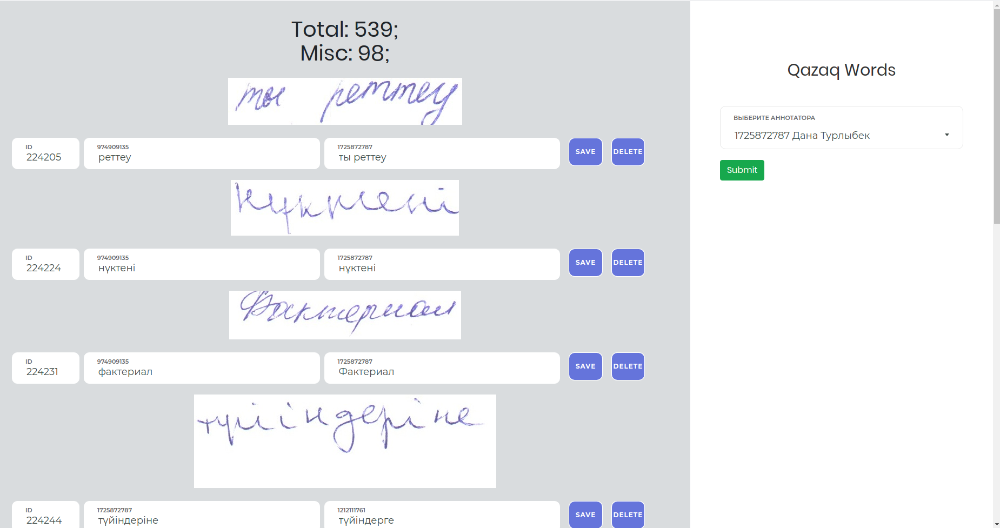 Total: 539;
Misc: 98;
Qazaq Words
ты реттеу
ВЫБЕРИТЕ АННОТАТОРА
1725872787 Дана Турлыбек
ID 974909135 1725872787
224205 реттеу ты реттеу SAVE DELETE
Submit
нұктені
ID 974909135 1725872787
224224 нүктені нұктені SAVE DELETE
Фактериал
ID 974909135 1725872787
224231 фактериал Фактериал SAVE DELETE
түйіндеріне
ID 1725872787 1212111761
224244 түйіндеріне түйіндерге SAVE DELETE